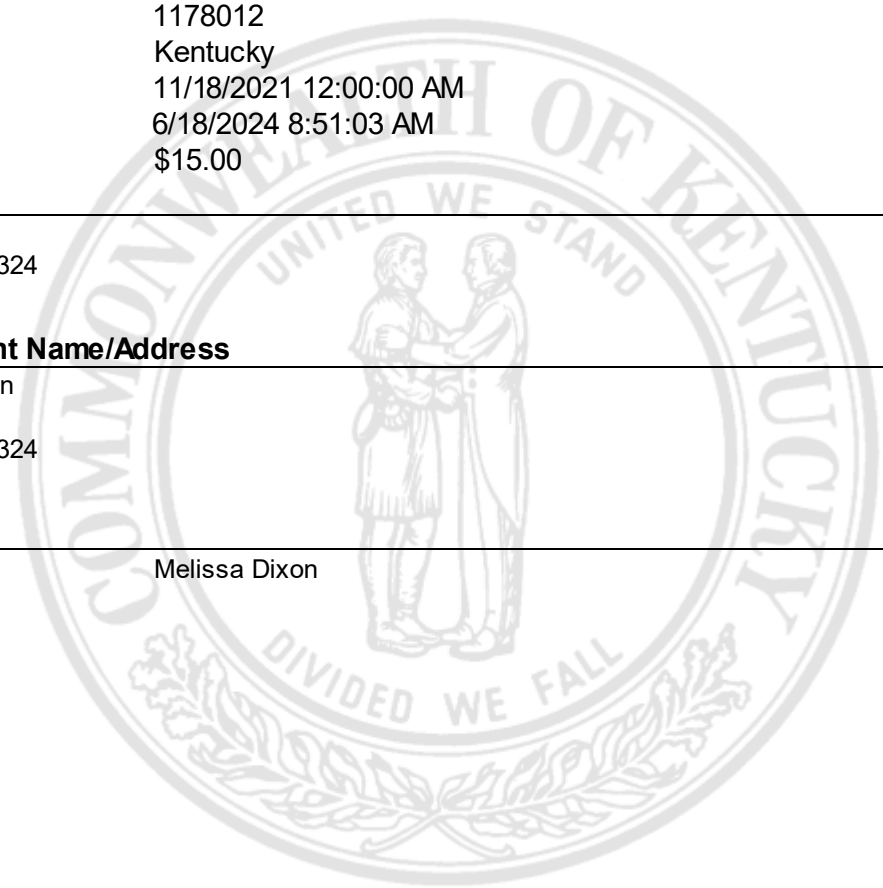 1178012
Kentucky
11/18/2021 12:00:00 AM
6/18/2024 8:51:03 AM
$15.00
324
nt Name/Address
n
324
Melissa Dixon
COMMONWEALTH OF KENTUCKY
UNITED WE STAND
DIVIDED WE FALL